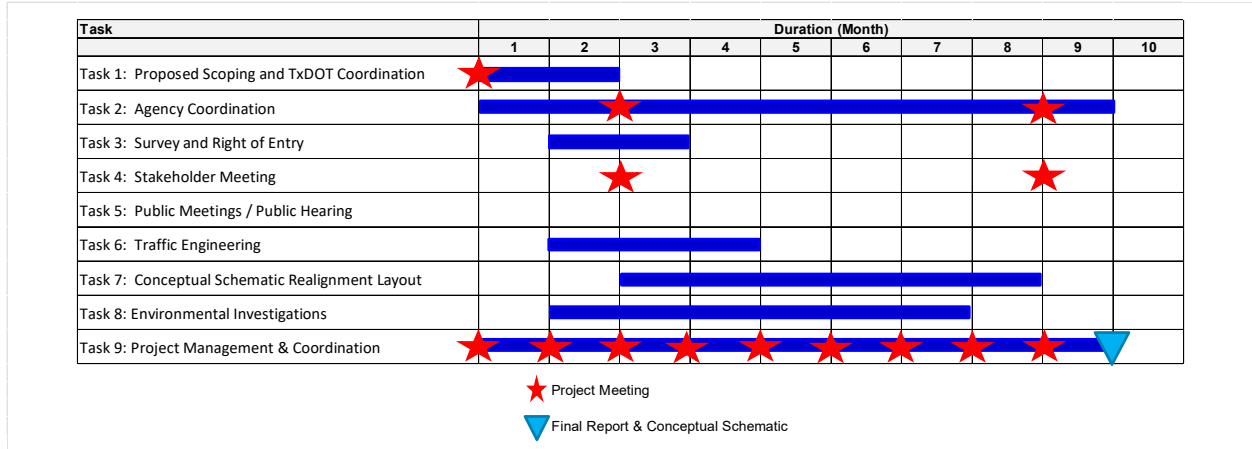 Task Duration (Month)
1 2 3 4 5 6 7 8 9 10
Task 1:  Proposed Scoping and TxDOT Coordination
Task 2:  Agency Coordination
Task 3:  Survey and Right of Entry
Task 4:  Stakeholder Meeting
Task 5:  Public Meetings / Public Hearing
Task 6:  Traffic Engineering
Task 7:  Conceptual Schematic Realignment Layout
Task 8: Environmental Investigations
Task 9: Project Management & Coordination
Project Meeting
Final Report & Conceptual Schematic